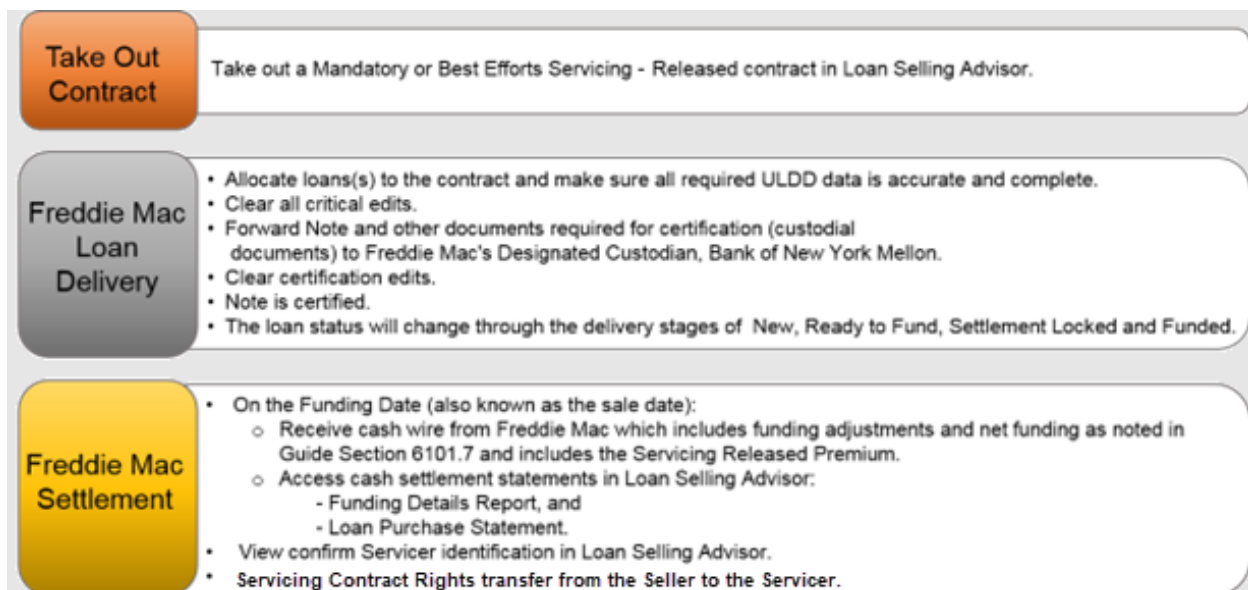 Take Out
Contract
Take out a Mandatory or Best Efforts Servicing - Released contract in Loan Selling Advisor.
Freddie Mac
Loan
Delivery
• Allocate loans(s) to the contract and make sure all required ULDD data is accurate and complete.
• Clear all critical edits.
• Forward Note and other documents required for certification (custodial
documents) to Freddie Mac's Designated Custodian, Bank of New York Mellon.
• Clear certification edits.
• Note is certified.
• The loan status will change through the delivery stages of New, Ready to Fund, Settlement Locked and Funded.
Freddie Mac
Settlement
• On the Funding Date (also known as the sale date):
o Receive cash wire from Freddie Mac which includes funding adjustments and net funding as noted in
Guide Section 6101.7 and includes the Servicing Released Premium.
o Access cash settlement statements in Loan Selling Advisor:
- Funding Details Report, and
- Loan Purchase Statement.
• View confirm Servicer identification in Loan Selling Advisor.
• Servicing Contract Rights transfer from the Seller to the Servicer.